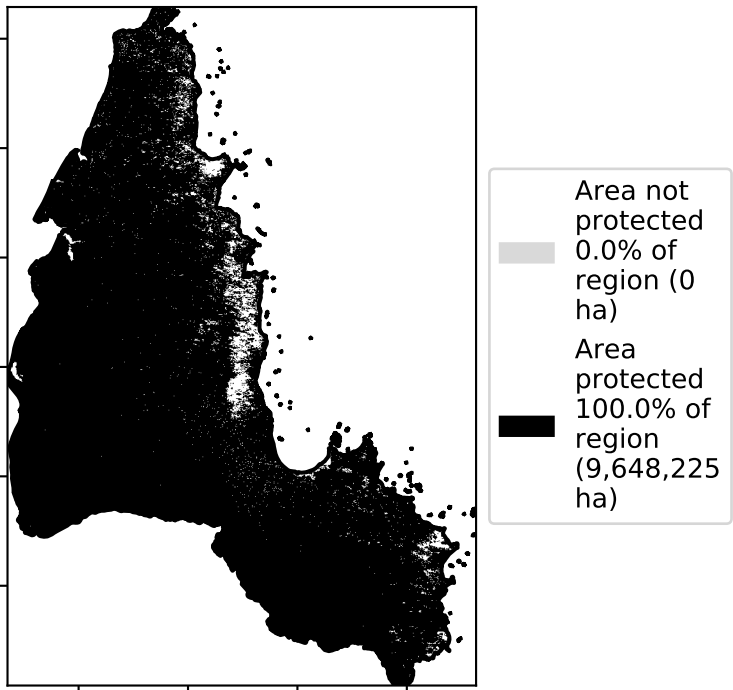 Area not
protected
0.0% of
region (0
ha)
Area
protected
100.0% of
region
(9,648,225
ha)